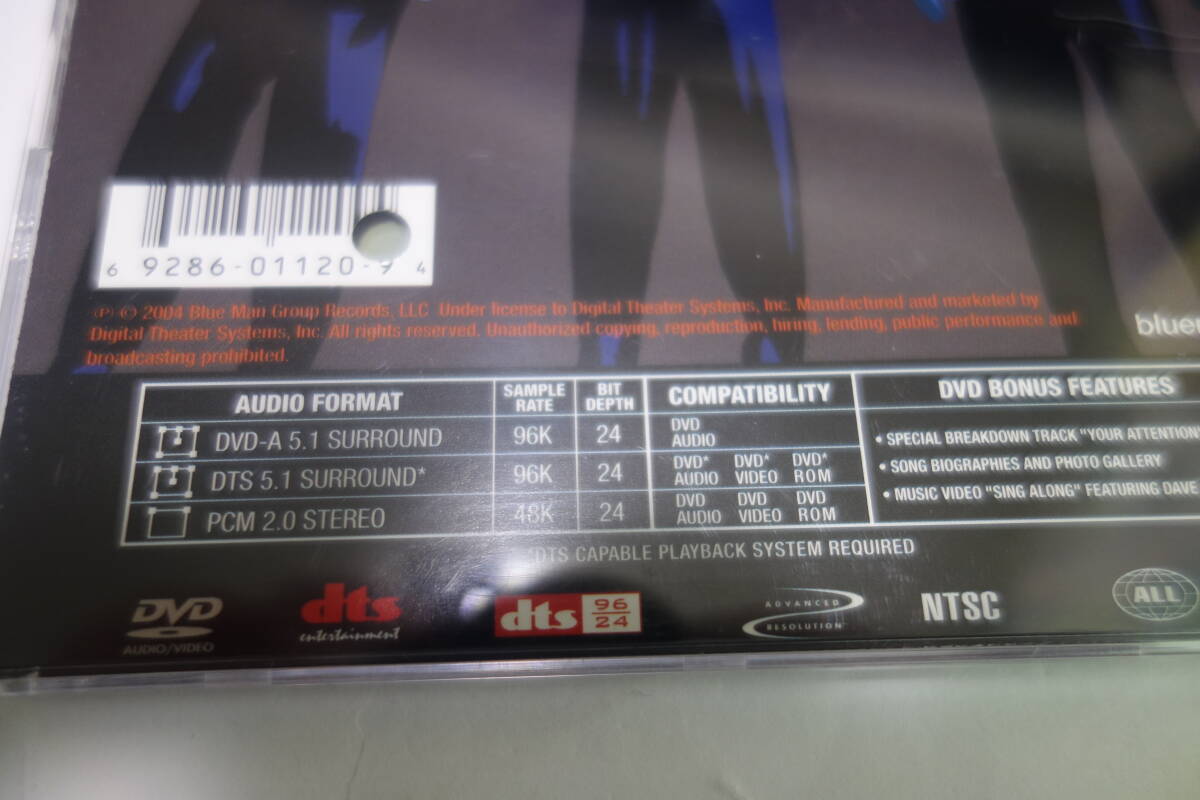 6 9286-01120-9 4
(P) © 2004 Blue Man Group Records, LLC Under license to Digital Theater Systems, Inc. Manufactured and marketed by
Digital Theater Systems, Inc. All rights reserved. Unauthorized copying, reproduction, hiring, lending, public performance and
broadcasting prohibited.
blue
AUDIO FORMAT SAMPLE RATE BIT DEPTH COMPATIBILITY DVD BONUS FEATURES
DVD-A 5.1 SURROUND 96K 24 DVD AUDIO
DTS 5.1 SURROUND* 96K 24 DVD* AUDIO DVD* VIDEO DVD* ROM
PCM 2.0 STEREO 48K 24 DVD AUDIO DVD VIDEO DVD ROM
• SPECIAL BREAKDOWN TRACK "YOUR ATTENTION
• SONG BIOGRAPHIES AND PHOTO GALLERY
• MUSIC VIDEO "SING ALONG" FEATURING DAVE
*DTS CAPABLE PLAYBACK SYSTEM REQUIRED
DVD
AUDIO/VIDEO
dts
entertainment
dts 96/24
ADVANCED
RESOLUTION
NTSC
ALL